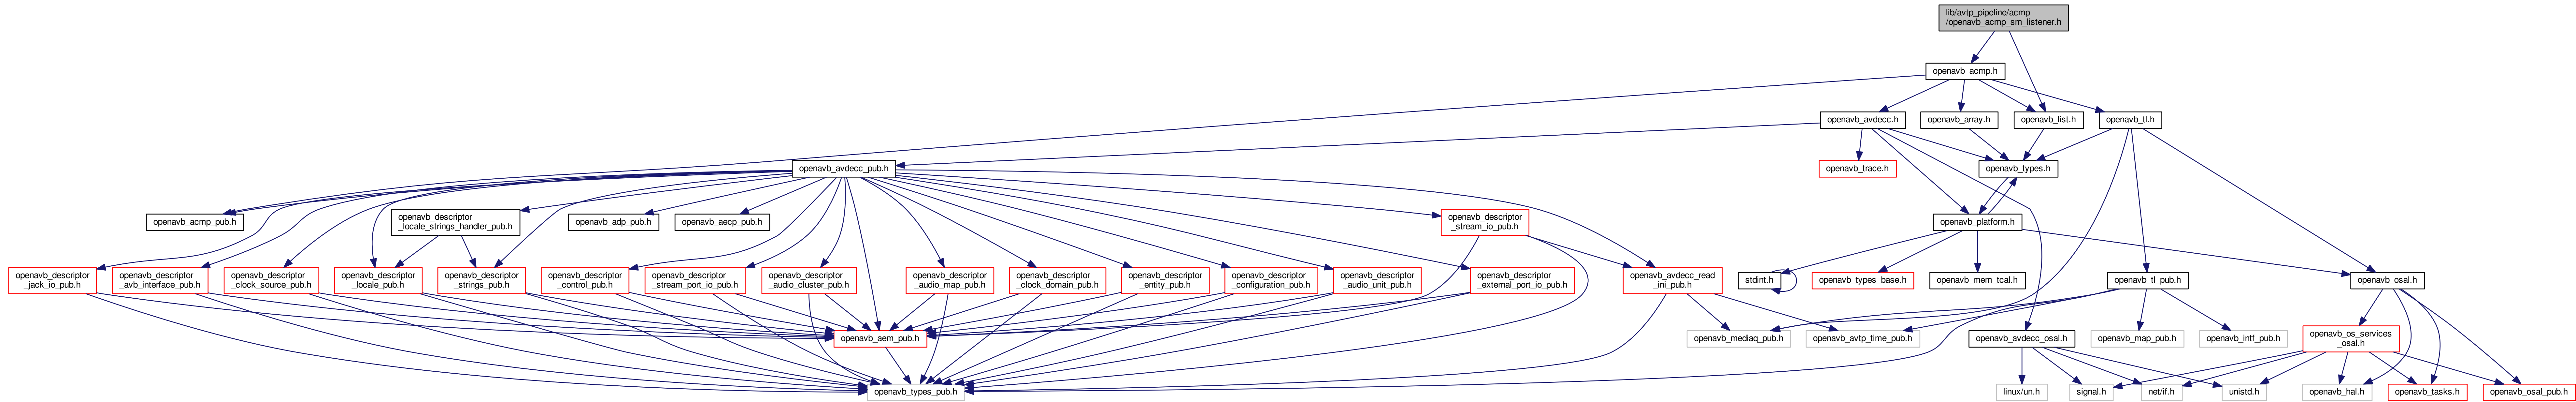 lib/avtp_pipeline/acmp
/openavb_acmp_sm_listener.h
openavb_acmp.h
openavb_avdecc.h
openavb_array.h
openavb_list.h
openavb_tl.h
openavb_avdecc_pub.h
openavb_trace.h
openavb_types.h
openavb_acmp_pub.h
openavb_descriptor
_locale_strings_handler_pub.h
openavb_adp_pub.h
openavb_aecp_pub.h
openavb_descriptor
_stream_io_pub.h
openavb_platform.h
openavb_descriptor
_jack_io_pub.h
openavb_descriptor
_avb_interface_pub.h
openavb_descriptor
_clock_source_pub.h
openavb_descriptor
_locale_pub.h
openavb_descriptor
_strings_pub.h
openavb_descriptor
_control_pub.h
openavb_descriptor
_stream_port_io_pub.h
openavb_descriptor
_audio_cluster_pub.h
openavb_descriptor
_audio_map_pub.h
openavb_descriptor
_clock_domain_pub.h
openavb_descriptor
_entity_pub.h
openavb_descriptor
_configuration_pub.h
openavb_descriptor
_audio_unit_pub.h
openavb_descriptor
_external_port_io_pub.h
openavb_avdecc_read
_ini_pub.h
stdint.h
openavb_types_base.h
openavb_mem_tcal.h
openavb_tl_pub.h
openavb_osal.h
openavb_aem_pub.h
openavb_mediaq_pub.h
openavb_avtp_time_pub.h
openavb_avdecc_osal.h
openavb_map_pub.h
openavb_intf_pub.h
openavb_os_services
_osal.h
openavb_types_pub.h
linux/un.h
signal.h
net/if.h
unistd.h
openavb_hal.h
openavb_tasks.h
openavb_osal_pub.h